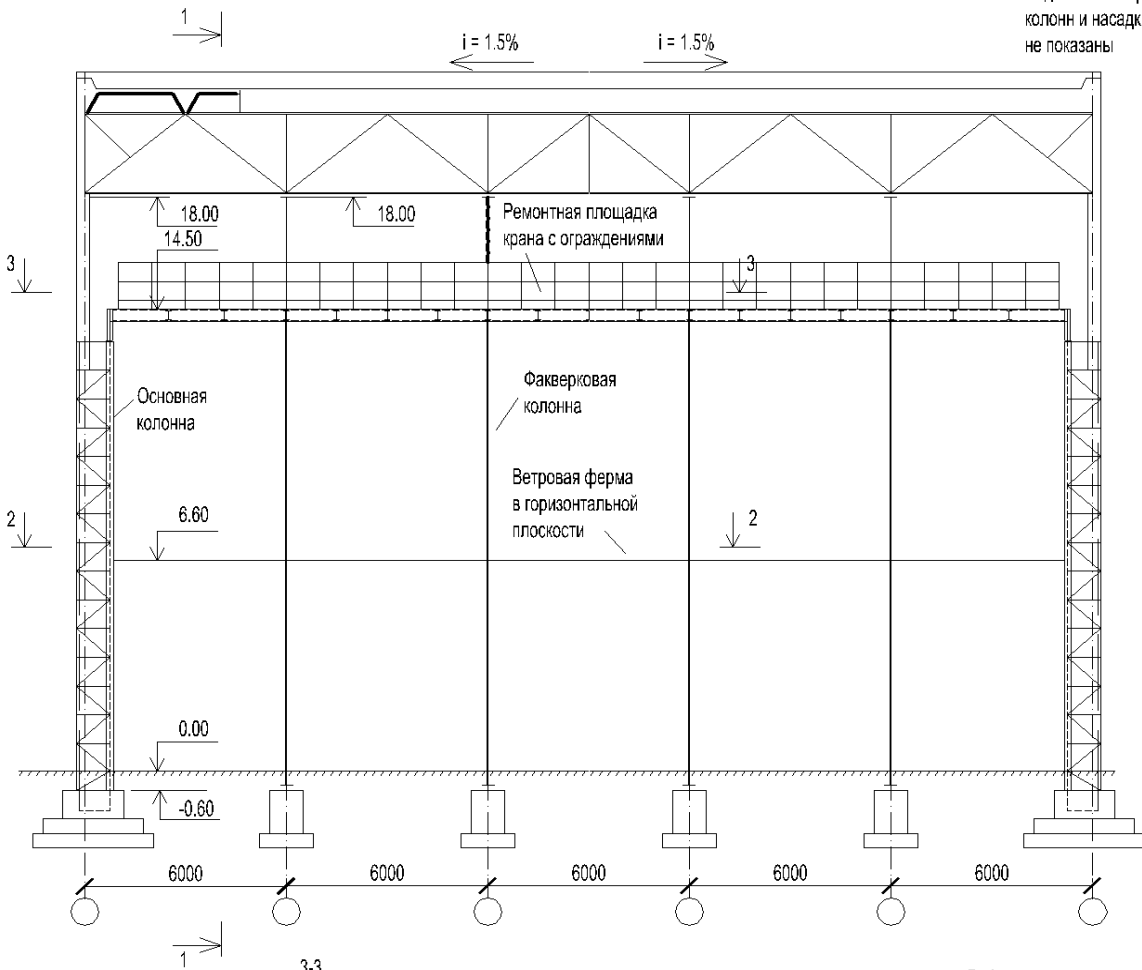 1
i = 1.5%
i = 1.5%
колонн и насадк
не показаны
18.00
18.00
14.50
Ремонтная площадка
крана с ограждениями
3
3
Основная
колонна
Факверковая
колонна
Ветровая ферма
в горизонтальной
плоскости
6.60
2
2
0.00
-0.60
6000
6000
6000
6000
6000
1
3-3